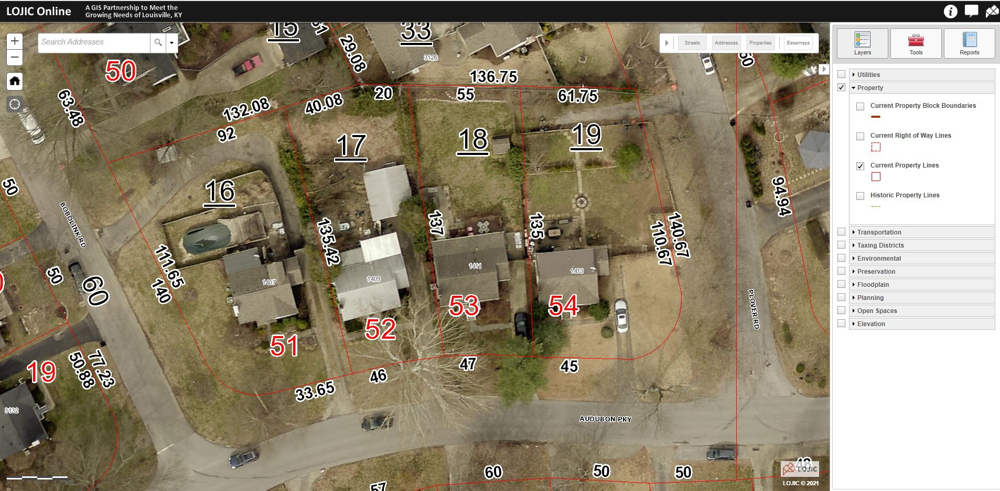 LOJIC Online
A GIS Partnership to Meet the
Growing Needs of Louisville, KY
Search Addresses
Streets
Addresses
Properties
Basemaps
Layers
Tools
Reports
Utilities
Property
Current Property Block Boundaries
Current Right of Way Lines
Current Property Lines
Historic Property Lines
Transportation
Taxing Districts
Environmental
Preservation
Floodplain
Planning
Open Spaces
Elevation
15
33
29.08
3126
50
136.75
63.48
132.08
40.08
20
55
61.75
92
17
18
19
16
50
BOBOLINK RD
94.94
135.42
137
135
140.67
110.67
111.65
140
50
60
1407
1409
1411
1413
51
52
53
54
PLOVER RD
19
50.88
77.23
33.65
46
47
45
3132
AUDUBON PKY
60
50
50
48
57
LOJIC
LOJIC © 2021